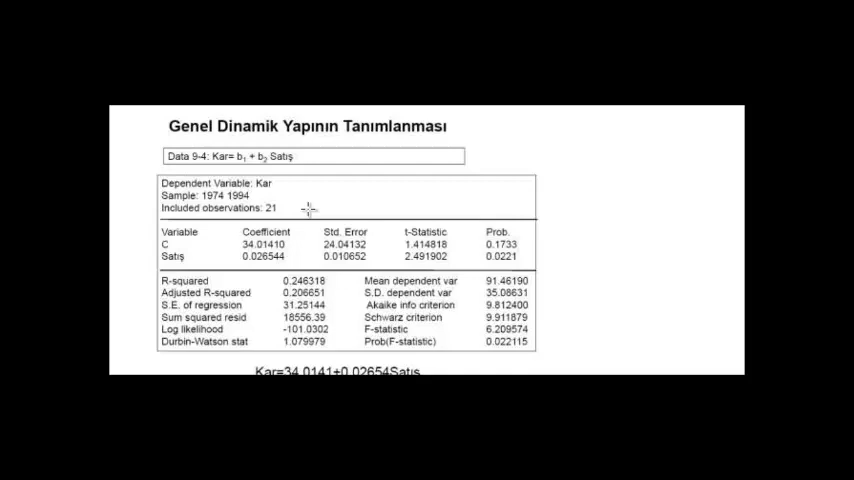 Genel Dinamik Yapının Tanımlanması
Data 9-4: Kar= b1 + b2 Satış
Dependent Variable: Kar
Sample: 1974 1994
Included observations: 21
Variable Coefficient Std. Error t-Statistic Prob.
C 34.01410 24.04132 1.414818 0.1733
Satış 0.026544 0.010652 2.491902 0.0221
R-squared 0.246318 Mean dependent var 91.46190
Adjusted R-squared 0.206651 S.D. dependent var 35.08631
S.E. of regression 31.25144 Akaike info criterion 9.812400
Sum squared resid 18556.39 Schwarz criterion 9.911879
Log likelihood -101.0302 F-statistic 6.209574
Durbin-Watson stat 1.079979 Prob(F-statistic) 0.022115
Kar=34.0141+0.02654Satış